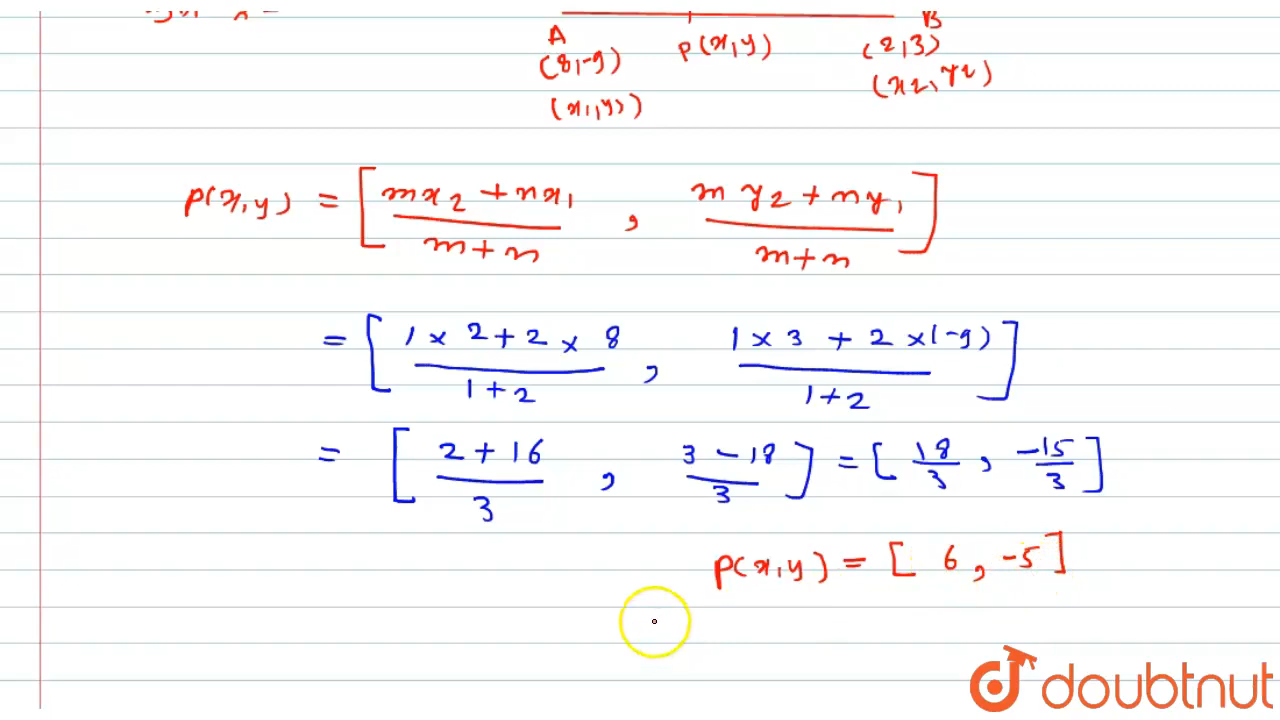 A P(x,y) B
(8,-9) (2,3)
(x1,y1) (x2,y2)
P(x,y) = [ mx2+nx1 / m+n , my2+ny1 / m+n ]
= [ 1×2+2×8 / 1+2 , 1×3+2×(-9) / 1+2 ]
= [ 2+16 / 3 , 3-18 / 3 ] = [ 18/3 , -15/3 ]
P(x,y) = [ 6, -5 ]
doubtnut